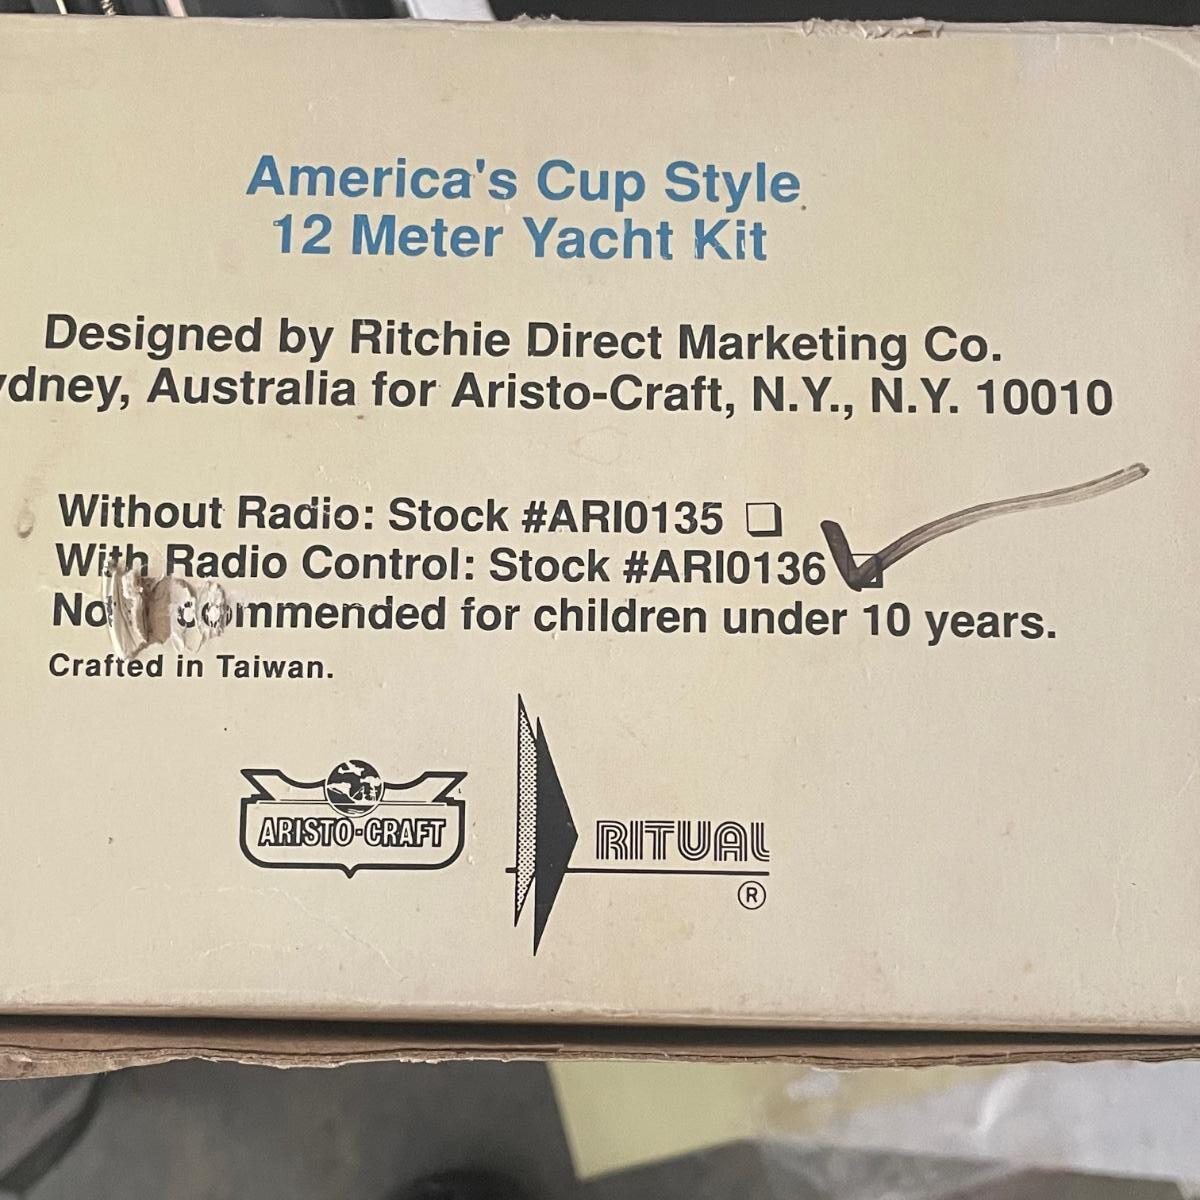 America's Cup Style
12 Meter Yacht Kit
Designed by Ritchie Direct Marketing Co.
ydney, Australia for Aristo-Craft, N.Y., N.Y. 10010
Without Radio: Stock #ARI0135
With Radio Control: Stock #ARI0136
for children under 10 years.
Crafted in Taiwan.
ARISTO-CRAFT
RITUAL
®